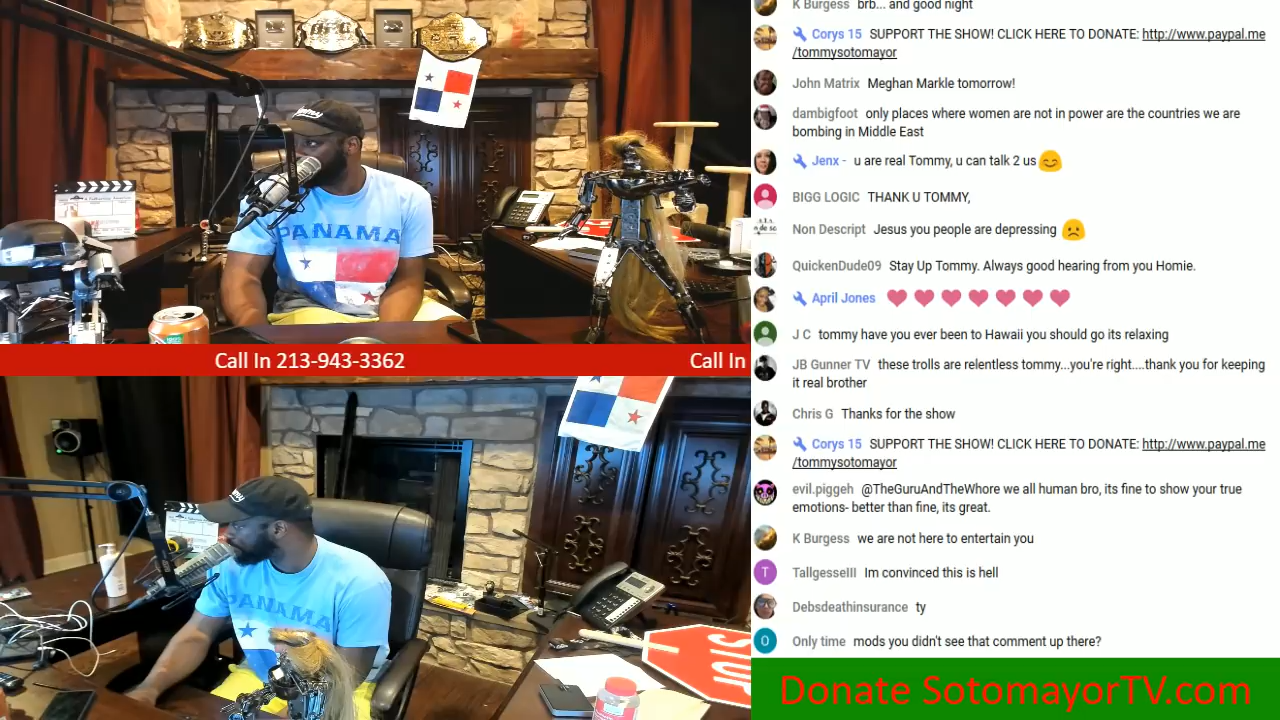 PANAMA
Call In 213-943-3362
Call In
PANAMA
STOP
K Burgess brb... and good night
Corys 15 SUPPORT THE SHOW! CLICK HERE TO DONATE: http://www.paypal.me
/tommysotomayor
John Matrix Meghan Markle tomorrow!
dambigfoot only places where women are not in power are the countries we are
bombing in Middle East
Jenx - u are real Tommy, u can talk 2 us 😊
BIGG LOGIC THANK U TOMMY,
Non Descript Jesus you people are depressing 🙁
QuickenDude09 Stay Up Tommy. Always good hearing from you Homie.
April Jones ❤❤❤❤❤❤❤
J C tommy have you ever been to Hawaii you should go its relaxing
JB Gunner TV these trolls are relentless tommy...you're right....thank you for keeping
it real brother
Chris G Thanks for the show
Corys 15 SUPPORT THE SHOW! CLICK HERE TO DONATE: http://www.paypal.me
/tommysotomayor
evil.piggeh @TheGuruAndTheWhore we all human bro, its fine to show your true
emotions- better than fine, its great.
K Burgess we are not here to entertain you
TallgesseIII Im convinced this is hell
Debsdeathinsurance ty
Only time mods you didn't see that comment up there?
Donate SotomayorTV.com